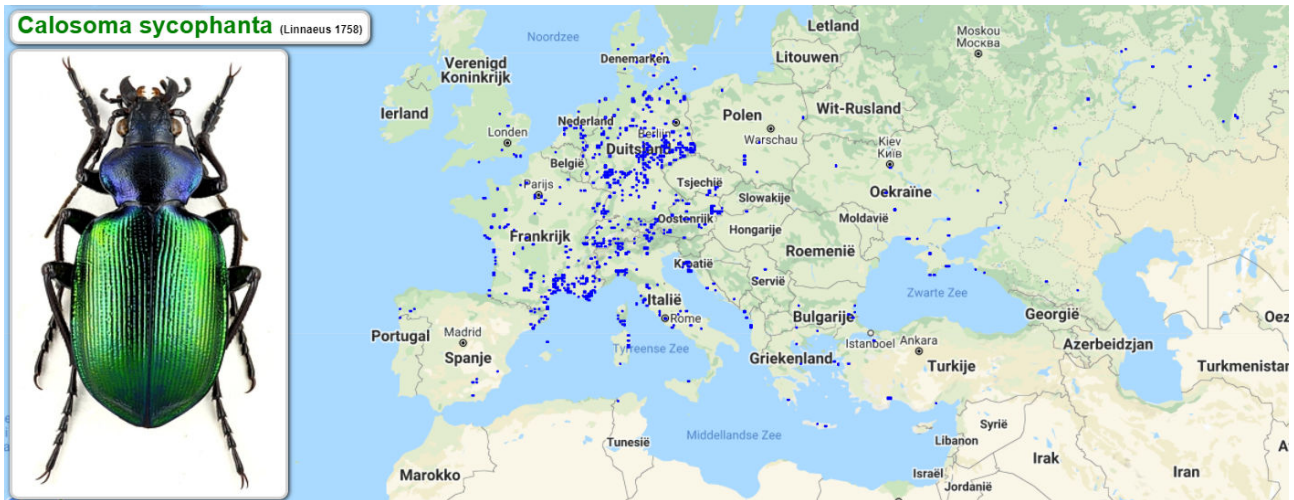 Calosoma sycophanta (Linnaeus 1758)
Noordzee
Letland
Moskou
Москва
Denemarken
Litouwen
Verenigd
Koninkrijk
Ierland
Nederland
Berlijn
Polen
Wit-Rusland
Londen
Duitsland
Warschau
België
Kiev
Київ
Parijs
Tsjechië
Oekraïne
Slowakije
Oostenrijk
Moldavië
Frankrijk
Hongarije
Roemenië
Kroatië
Servië
Italië
Zwarte Zee
Bulgarije
Georgië
Portugal
Madrid
Rome
Istanboel
Ankara
Azerbeidzjan
Spanje
Tyrreense Zee
Griekenland
Turkije
Turkmenistan
Syrië
Middellandse Zee
Tunesië
Libanon
Irak
Marokko
Israël
Iran
Jordanië